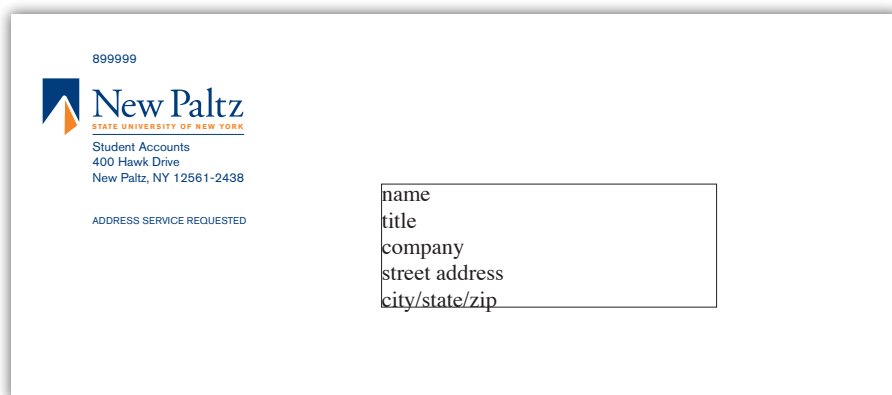 899999
New Paltz
STATE UNIVERSITY OF NEW YORK
Student Accounts
400 Hawk Drive
New Paltz, NY 12561-2438
ADDRESS SERVICE REQUESTED
name
title
company
street address
city/state/zip